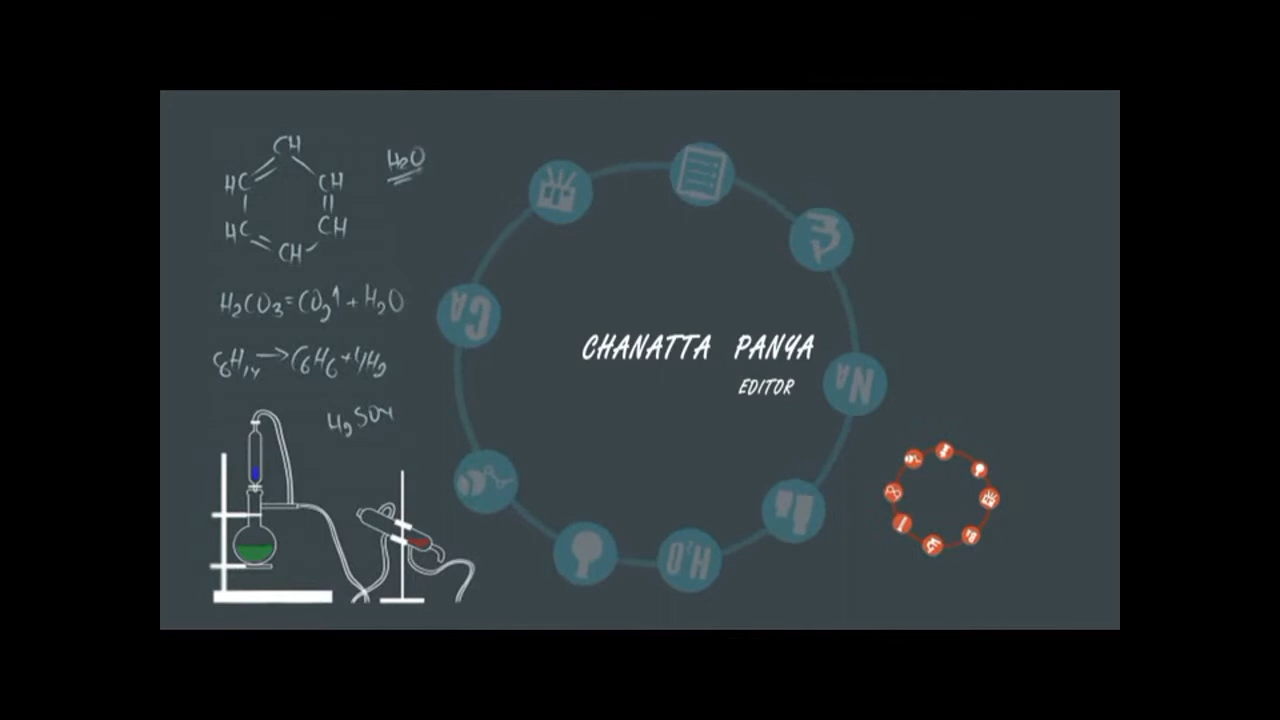 CH
H₂O
HC
CH
HC
CH
CH
H₂CO₃=CO₂↑+H₂O
C₆H₁₄→C₆H₆+4H₂
CHANATTA PANYA
EDITOR
Ca
Na
H₂O